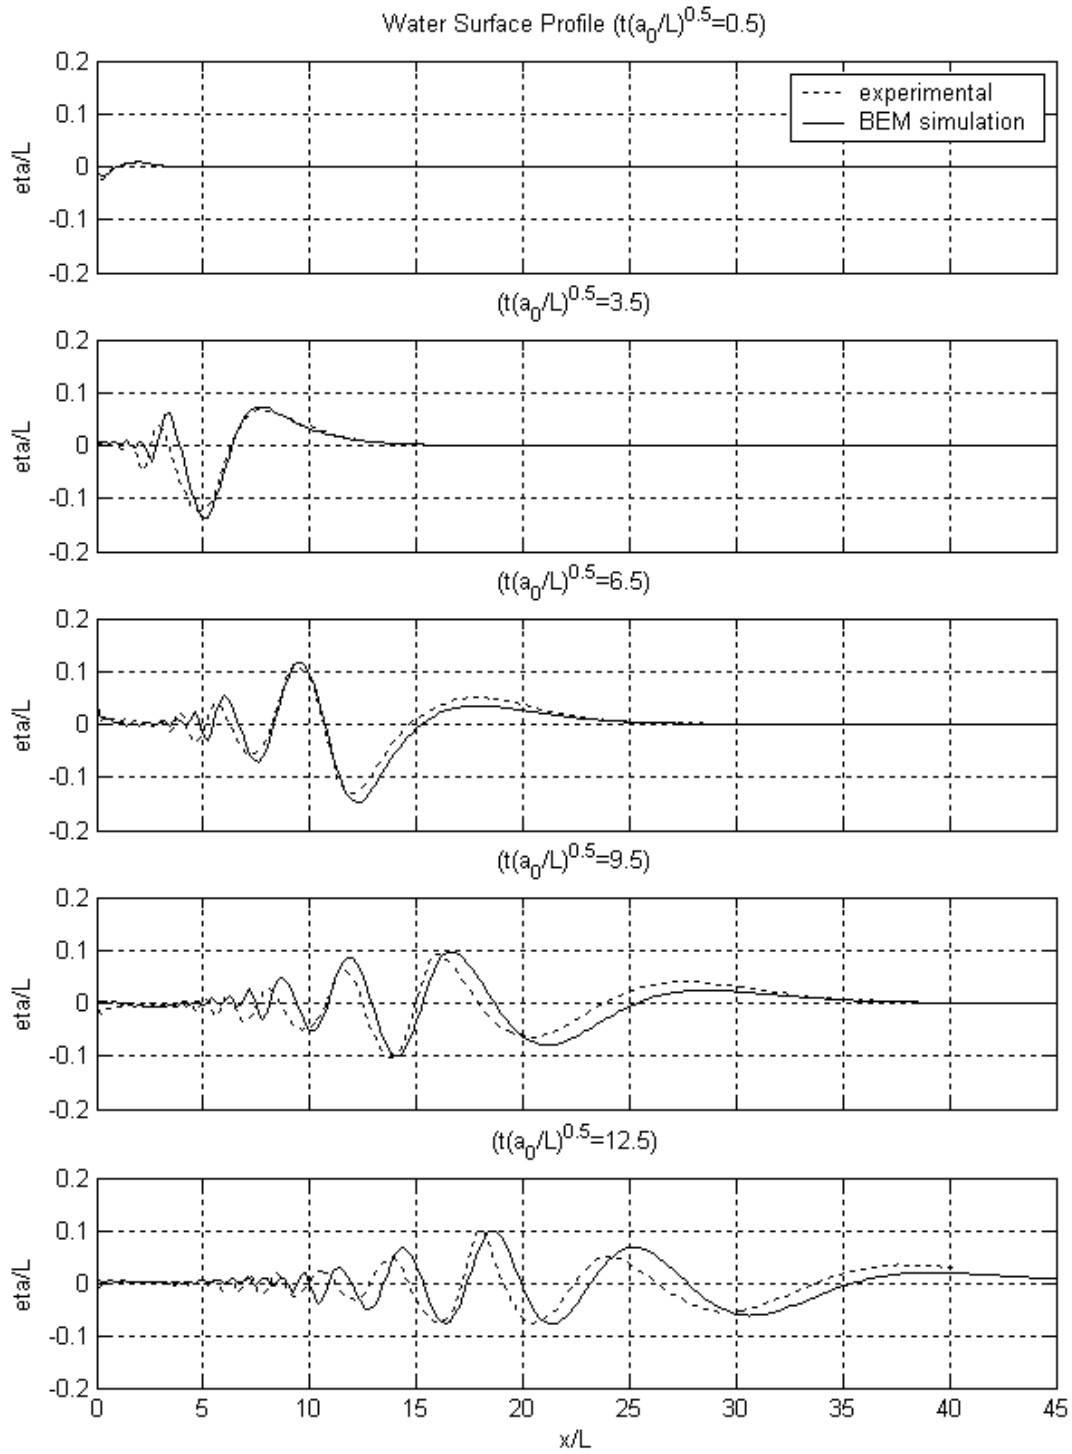 Water Surface Profile (t(a₀/L)^0.5=0.5)
0.2
0.1
0
-0.1
-0.2
eta/L
experimental
BEM simulation
(t(a₀/L)^0.5=3.5)
0.2
0.1
0
-0.1
-0.2
eta/L
(t(a₀/L)^0.5=6.5)
0.2
0.1
0
-0.1
-0.2
eta/L
(t(a₀/L)^0.5=9.5)
0.2
0.1
0
-0.1
-0.2
eta/L
(t(a₀/L)^0.5=12.5)
0.2
0.1
0
-0.1
-0.2
eta/L
0 5 10 15 20 25 30 35 40 45
x/L